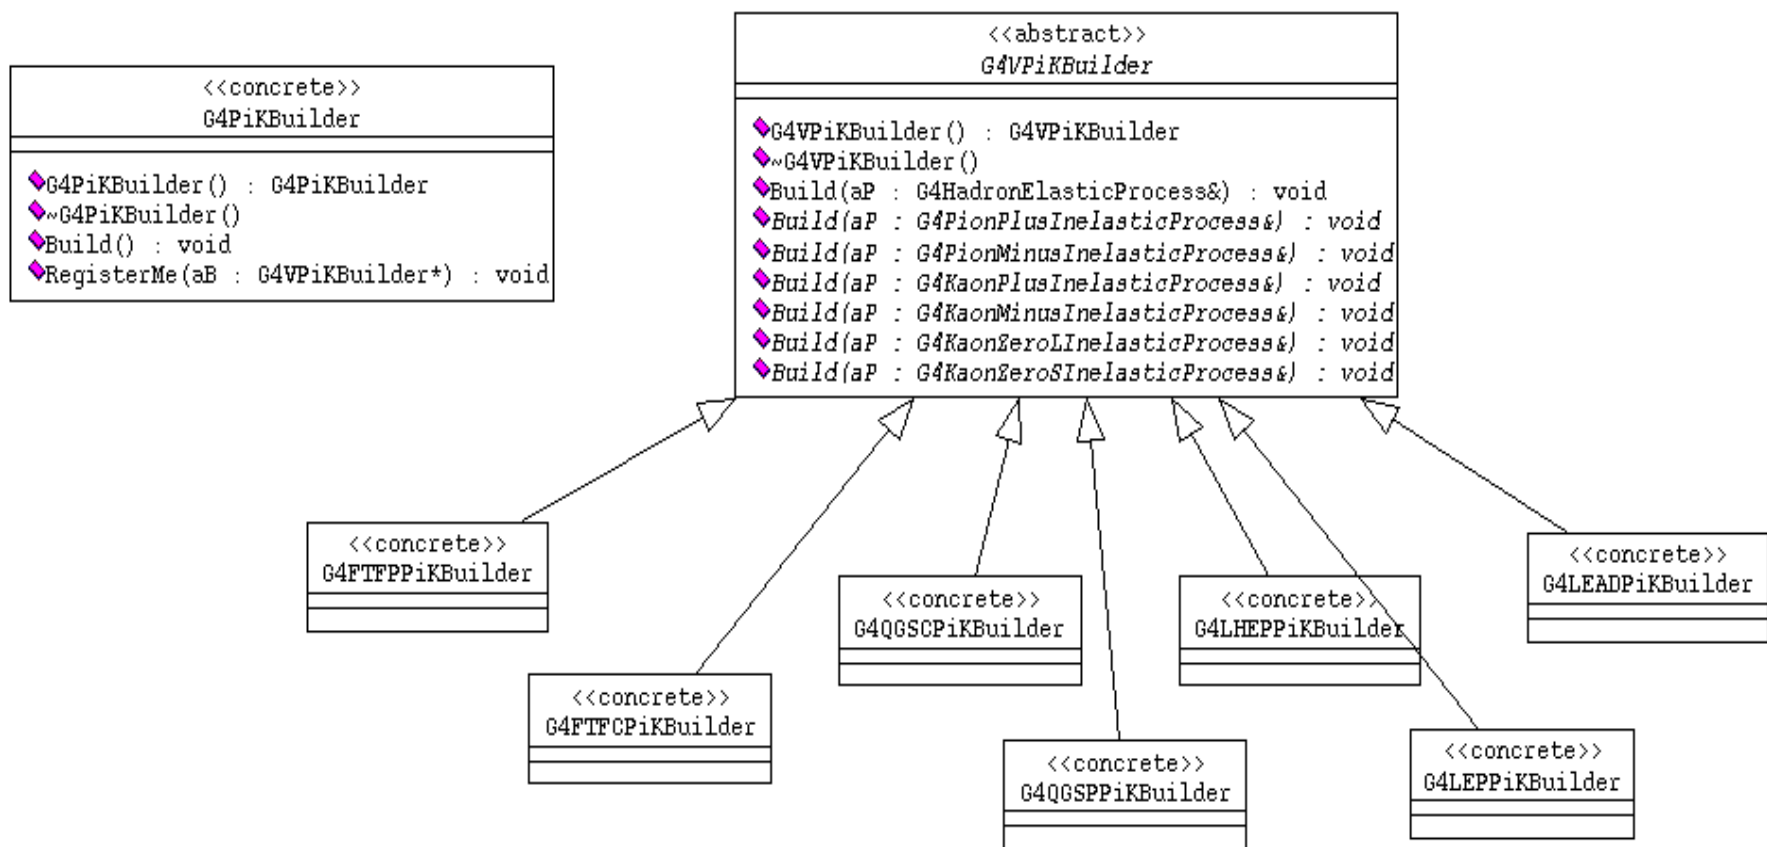 <<concrete>>
G4PiKBuilder
G4PiKBuilder() : G4PiKBuilder
~G4PiKBuilder()
Build() : void
RegisterMe(aB : G4VPiKBuilder*) : void
<<abstract>>
G4VPiKBuilder
G4VPiKBuilder() : G4VPiKBuilder
~G4VPiKBuilder()
Build(aP : G4HadronElasticProcess&) : void
Build(aP : G4PionPlusInelasticProcess&) : void
Build(aP : G4PionMinusInelasticProcess&) : void
Build(aP : G4KaonPlusInelasticProcess&) : void
Build(aP : G4KaonMinusInelasticProcess&) : void
Build(aP : G4KaonZeroLInelasticProcess&) : void
Build(aP : G4KaonZeroSInelasticProcess&) : void
<<concrete>>
G4FTFPPiKBuilder
<<concrete>>
G4FTFCPiKBuilder
<<concrete>>
G4QGSCPiKBuilder
<<concrete>>
G4QGSPPiKBuilder
<<concrete>>
G4LHEPPiKBuilder
<<concrete>>
G4LEPPiKBuilder
<<concrete>>
G4LEADPiKBuilder